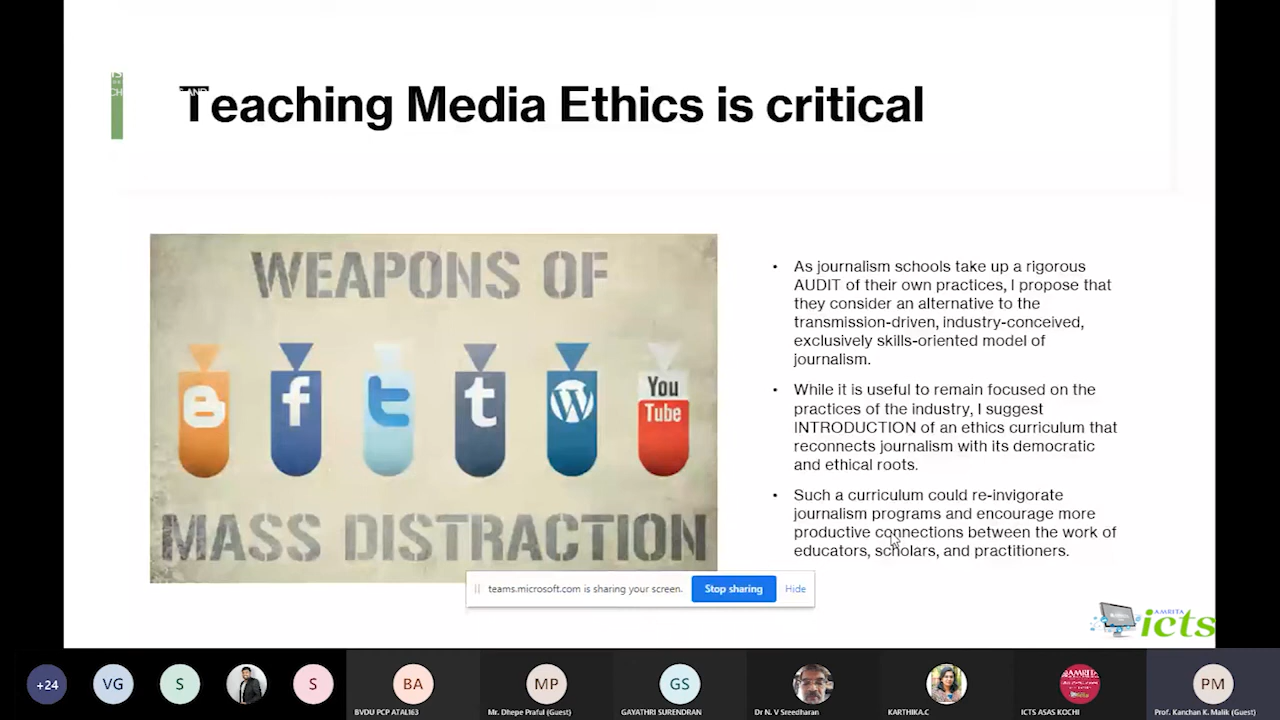 Teaching Media Ethics is critical
WEAPONS OF
f
t
t
W
You
Tube
MASS DISTRACTION
• As journalism schools take up a rigorous
AUDIT of their own practices, I propose that
they consider an alternative to the
transmission-driven, industry-conceived,
exclusively skills-oriented model of
journalism.
• While it is useful to remain focused on the
practices of the industry, I suggest
INTRODUCTION of an ethics curriculum that
reconnects journalism with its democratic
and ethical roots.
• Such a curriculum could re-invigorate
journalism programs and encourage more
productive connections between the work of
educators, scholars, and practitioners.
teams.microsoft.com is sharing your screen.
Stop sharing
Hide
AMRITA
icts
+24
VG
S
S
BA
MP
GS
PM
BVDU PCP ATAL163
Mr. Dhepe Praful (Guest)
GAYATHRI SURENDRAN
Dr N. V Sreedharan
KARTHIKA.C
ICTS ASAS KOCHI
Prof. Kanchan K. Malik (Guest)